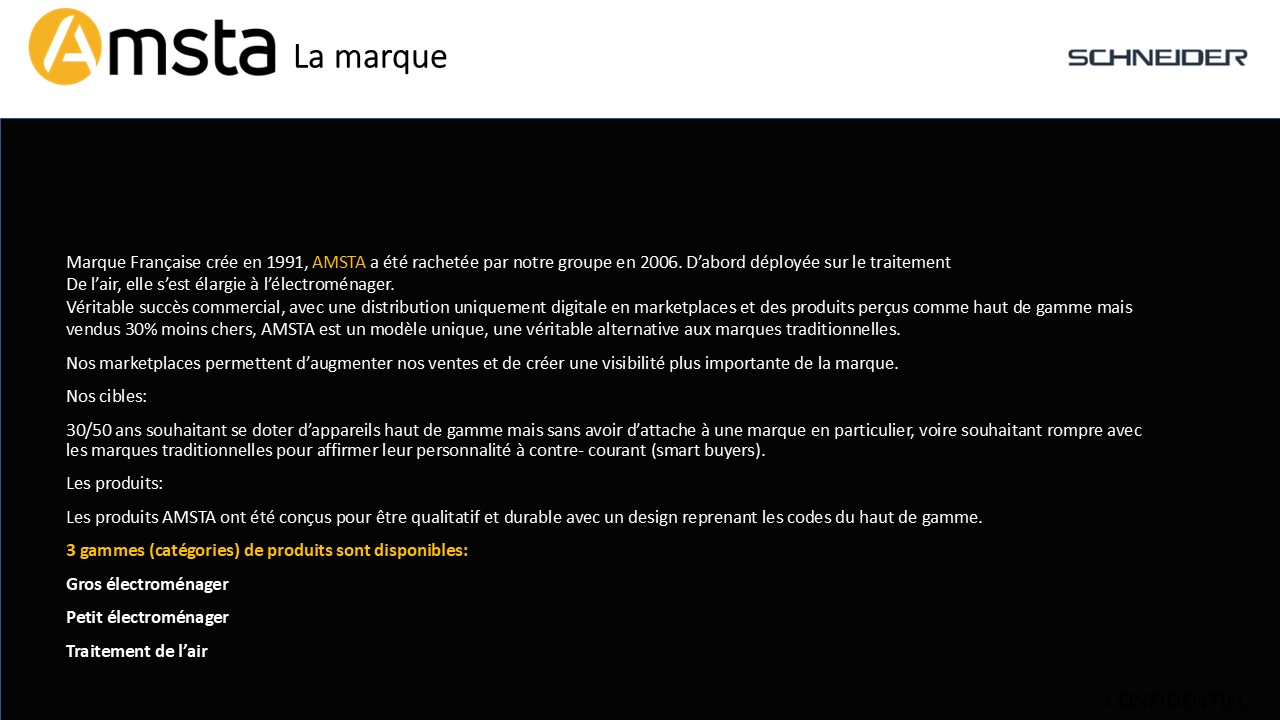 Amsta La marque
SCHNEIDER
Marque Française crée en 1991, AMSTA a été rachetée par notre groupe en 2006. D’abord déployée sur le traitement
De l’air, elle s’est élargie à l’électroménager.
Véritable succès commercial, avec une distribution uniquement digitale en marketplaces et des produits perçus comme haut de gamme mais
vendus 30% moins chers, AMSTA est un modèle unique, une véritable alternative aux marques traditionnelles.
Nos marketplaces permettent d’augmenter nos ventes et de créer une visibilité plus importante de la marque.
Nos cibles:
30/50 ans souhaitant se doter d’appareils haut de gamme mais sans avoir d’attache à une marque en particulier, voire souhaitant rompre avec
les marques traditionnelles pour affirmer leur personnalité à contre- courant (smart buyers).
Les produits:
Les produits AMSTA ont été conçus pour être qualitatif et durable avec un design reprenant les codes du haut de gamme.
3 gammes (catégories) de produits sont disponibles:
Gros électroménager
Petit électroménager
Traitement de l’air
CONFIDENTIEL